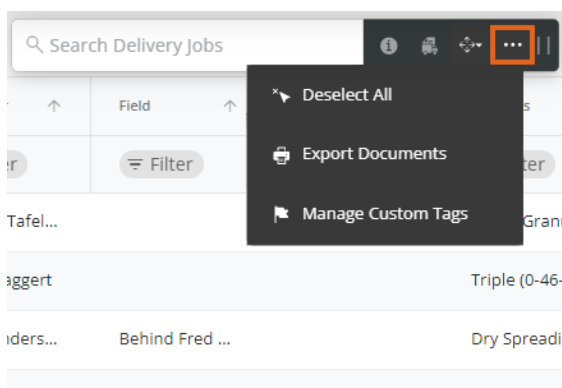 Search Delivery Jobs
Deselect All
Field
Filter
Export Documents
Tafel...
Manage Custom Tags
aggert
Triple (0-46-
Behind Fred ...
Dry Spreadi